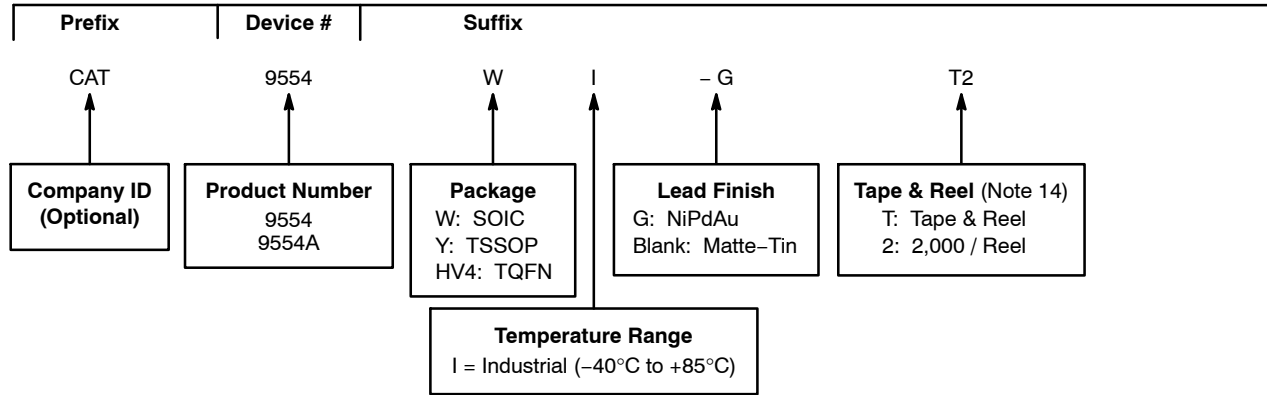 Prefix Device # Suffix
CAT 9554 W I – G T2
Company ID
(Optional)
Product Number
9554
9554A
Package
W: SOIC
Y: TSSOP
HV4: TQFN
Lead Finish
G: NiPdAu
Blank: Matte−Tin
Tape & Reel (Note 14)
T: Tape & Reel
2: 2,000 / Reel
Temperature Range
I = Industrial (−40°C to +85°C)